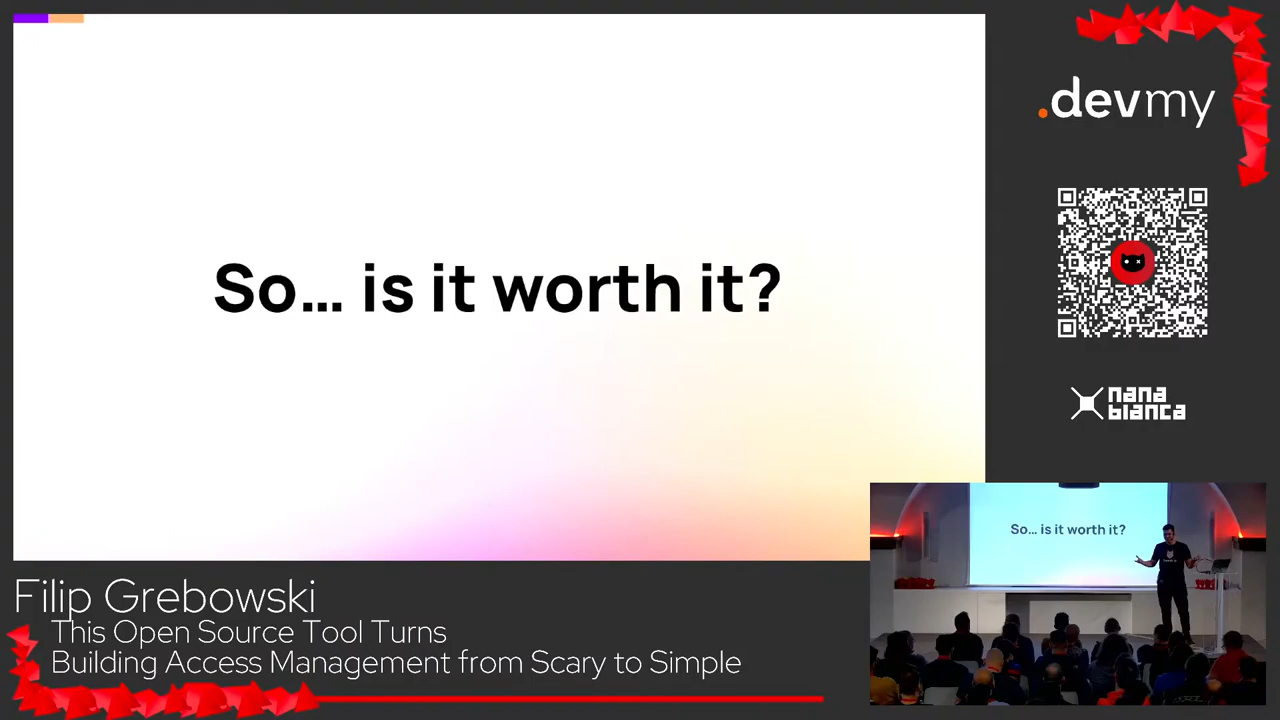 So... is it worth it?
.devmy
nana
bianca
So... is it worth it?
Filip Grebowski
This Open Source Tool Turns
Building Access Management from Scary to Simple